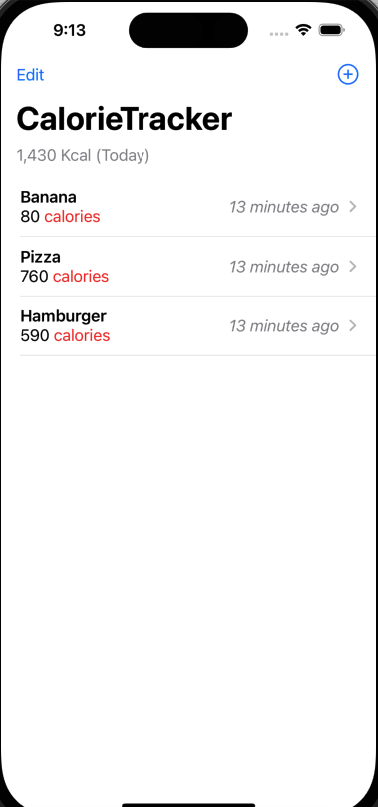 9:13
Edit
CalorieTracker
1,430 Kcal (Today)
Banana
80 calories
13 minutes ago
Pizza
760 calories
13 minutes ago
Hamburger
590 calories
13 minutes ago